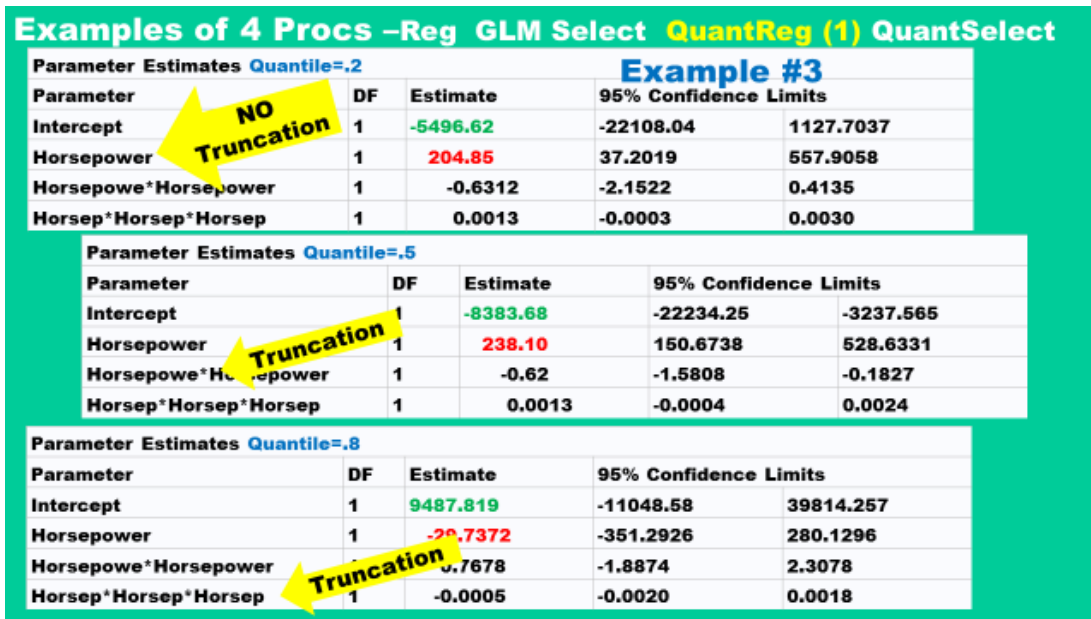 Examples of 4 Procs –Reg GLM Select QuantReg (1) QuantSelect
Example #3
Parameter Estimates Quantile=.2
Parameter DF Estimate 95% Confidence Limits
Intercept 1 -5496.62 -22108.04 1127.7037
Horsepower 1 204.85 37.2019 557.9058
Horsepowe*Horsepower 1 -0.6312 -2.1522 0.4135
Horsep*Horsep*Horsep 1 0.0013 -0.0003 0.0030
NO
Truncation
Parameter Estimates Quantile=.5
Parameter DF Estimate 95% Confidence Limits
Intercept 1 -8383.68 -22234.25 -3237.565
Horsepower 1 238.10 150.6738 528.6331
Horsepowe*Horsepower 1 -0.62 -1.5808 -0.1827
Horsep*Horsep*Horsep 1 0.0013 -0.0004 0.0024
Truncation
Parameter Estimates Quantile=.8
Parameter DF Estimate 95% Confidence Limits
Intercept 1 9487.819 -11048.58 39814.257
Horsepower 1 -29.7372 -351.2926 280.1296
Horsepowe*Horsepower .7678 -1.8874 2.3078
Horsep*Horsep*Horsep 1 -0.0005 -0.0020 0.0018
Truncation